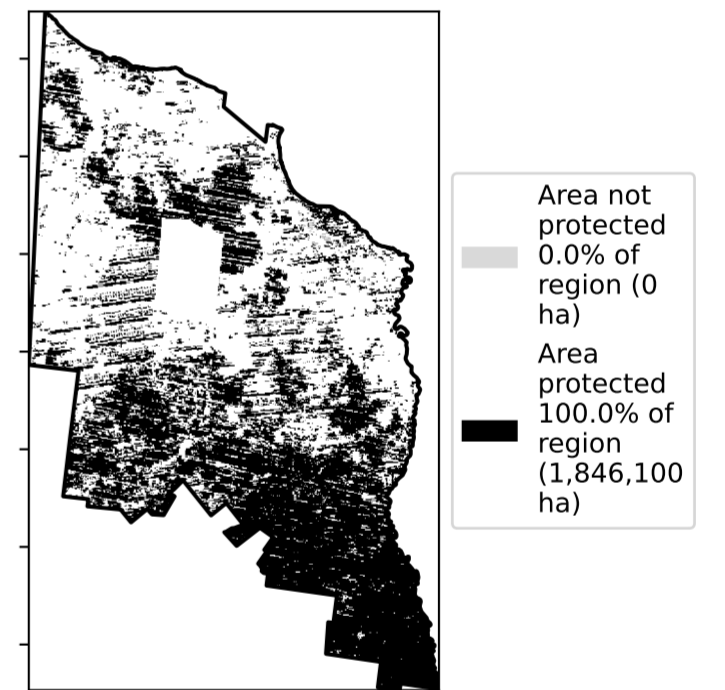 Area not
protected
0.0% of
region (0
ha)
Area
protected
100.0% of
region
(1,846,100
ha)